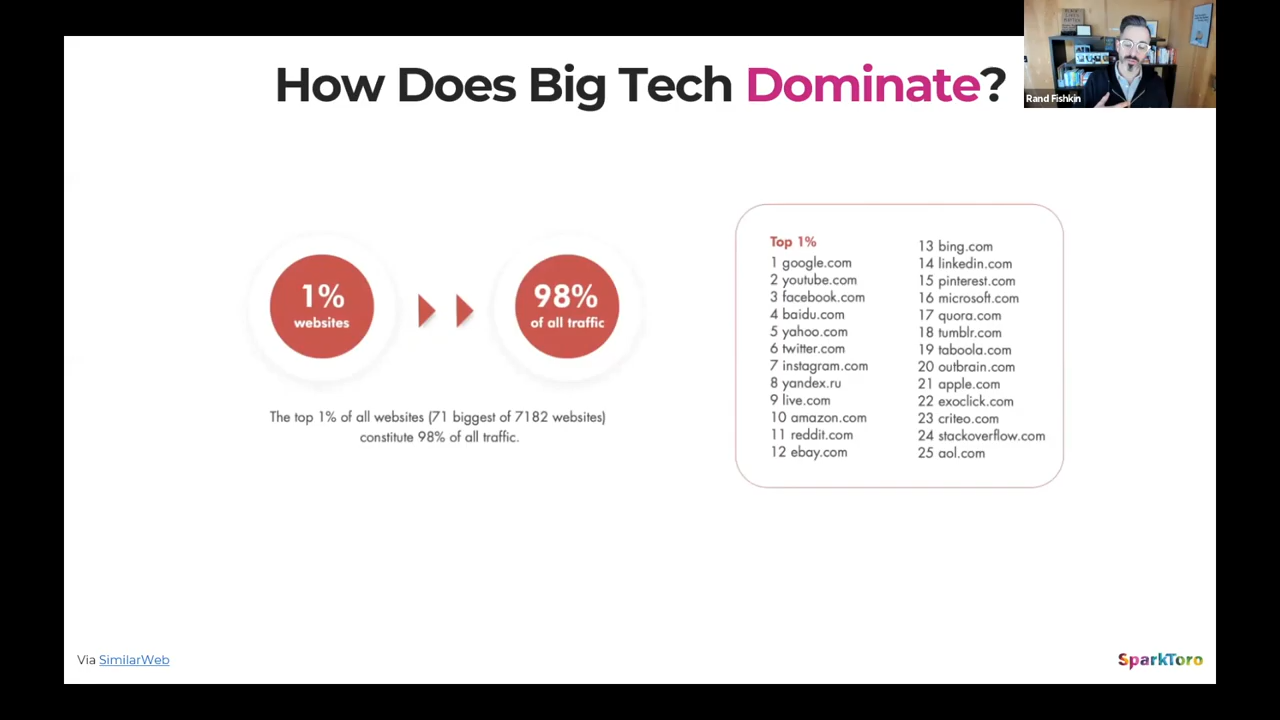 How Does Big Tech Dominate?
Rand Fishkin
1%
websites
98%
of all traffic
The top 1% of all websites (71 biggest of 7182 websites)
constitute 98% of all traffic.
Top 1%
1 google.com
2 youtube.com
3 facebook.com
4 baidu.com
5 yahoo.com
6 twitter.com
7 instagram.com
8 yandex.ru
9 live.com
10 amazon.com
11 reddit.com
12 ebay.com
13 bing.com
14 linkedin.com
15 pinterest.com
16 microsoft.com
17 quora.com
18 tumblr.com
19 taboola.com
20 outbrain.com
21 apple.com
22 exoclick.com
23 criteo.com
24 stackoverflow.com
25 aol.com
Via SimilarWeb
SparkToro